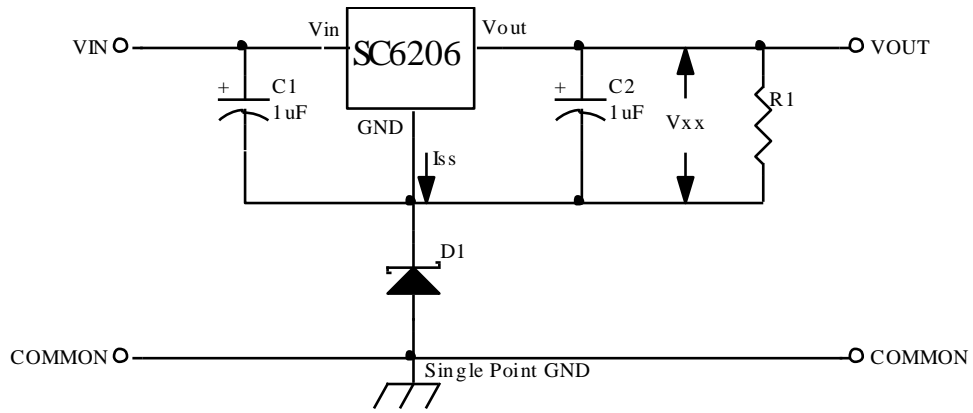 Vin
Vout
VIN
SC6206
VOUT
+
C1
1uF
+
C2
1uF
Vxx
R1
GND
Iss
D1
COMMON
COMMON
Single Point GND